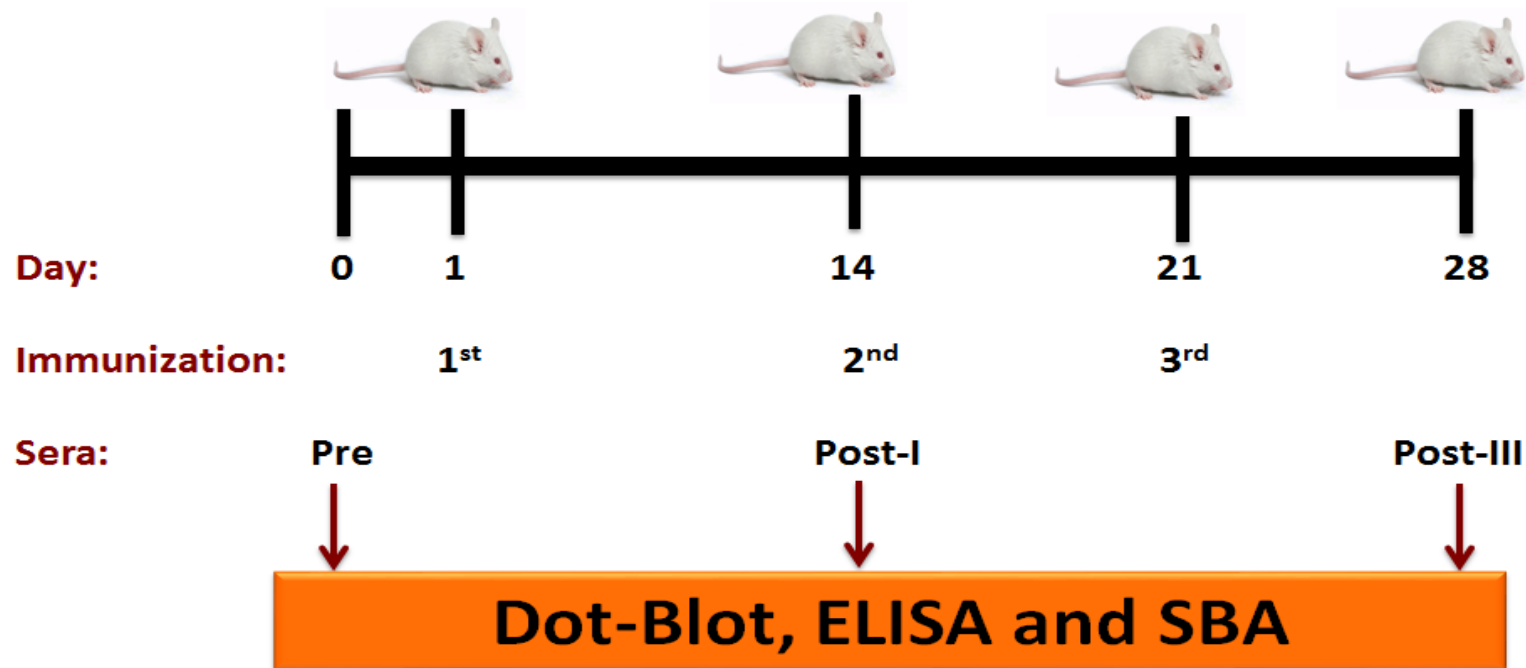 Day: 0 1 14 21 28
Immunization: 1st 2nd 3rd
Sera: Pre Post-I Post-III
Dot-Blot, ELISA and SBA